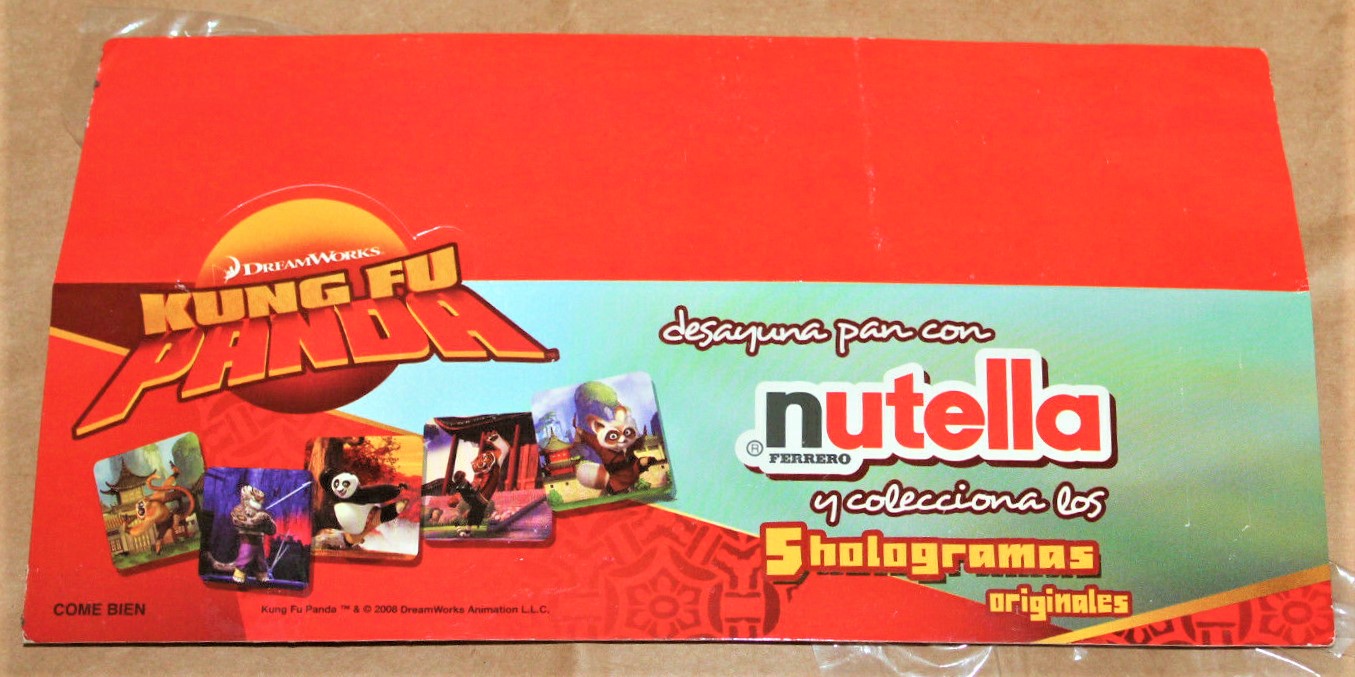 DREAMWORKS
KUNG FU
PANDA
desayuna pan con
nutella
® FERRERO
y colecciona los
5 hologramas
originales
COME BIEN
Kung Fu Panda ™ & © 2008 DreamWorks Animation L.L.C.